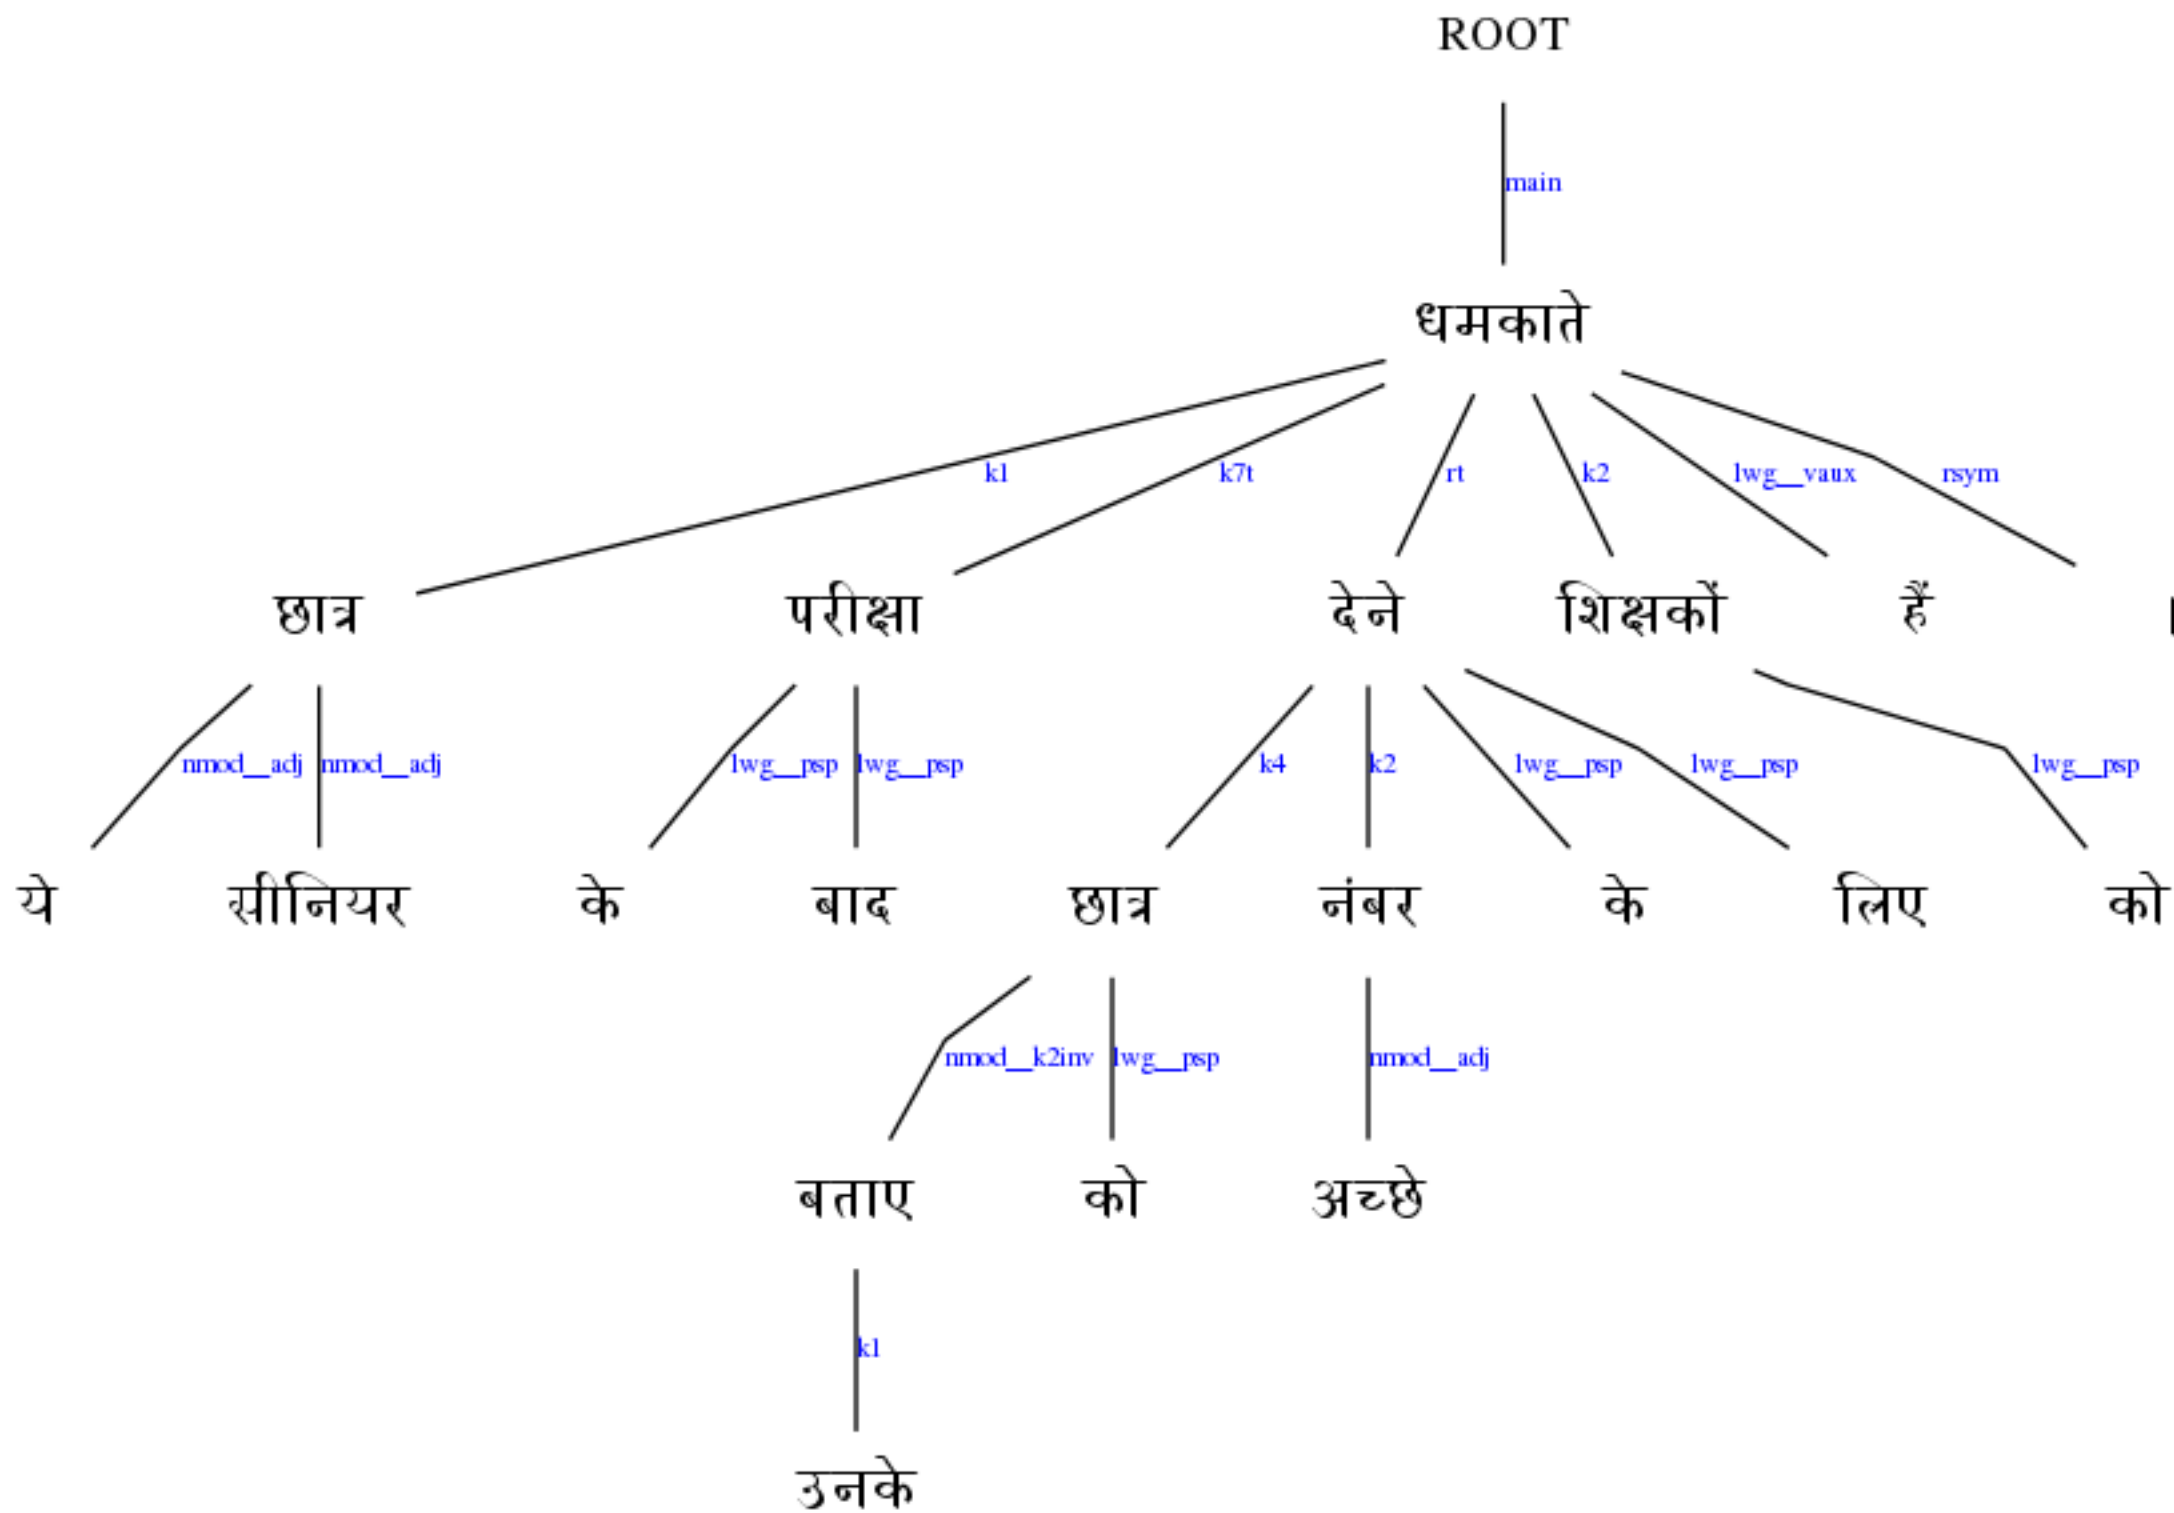 ROOT
main
धमकाते
k1 k7t rt k2 lwg__vaux rsym
छात्र परीक्षा देने शिक्षकों हैं ।
nmod__adj nmod__adj lwg__psp lwg__psp k4 k2 lwg__psp lwg__psp lwg__psp
ये सीनियर के बाद छात्र नंबर के लिए को
nmod__k2inv lwg__psp nmod__adj
बताए को अच्छे
k1
उनके